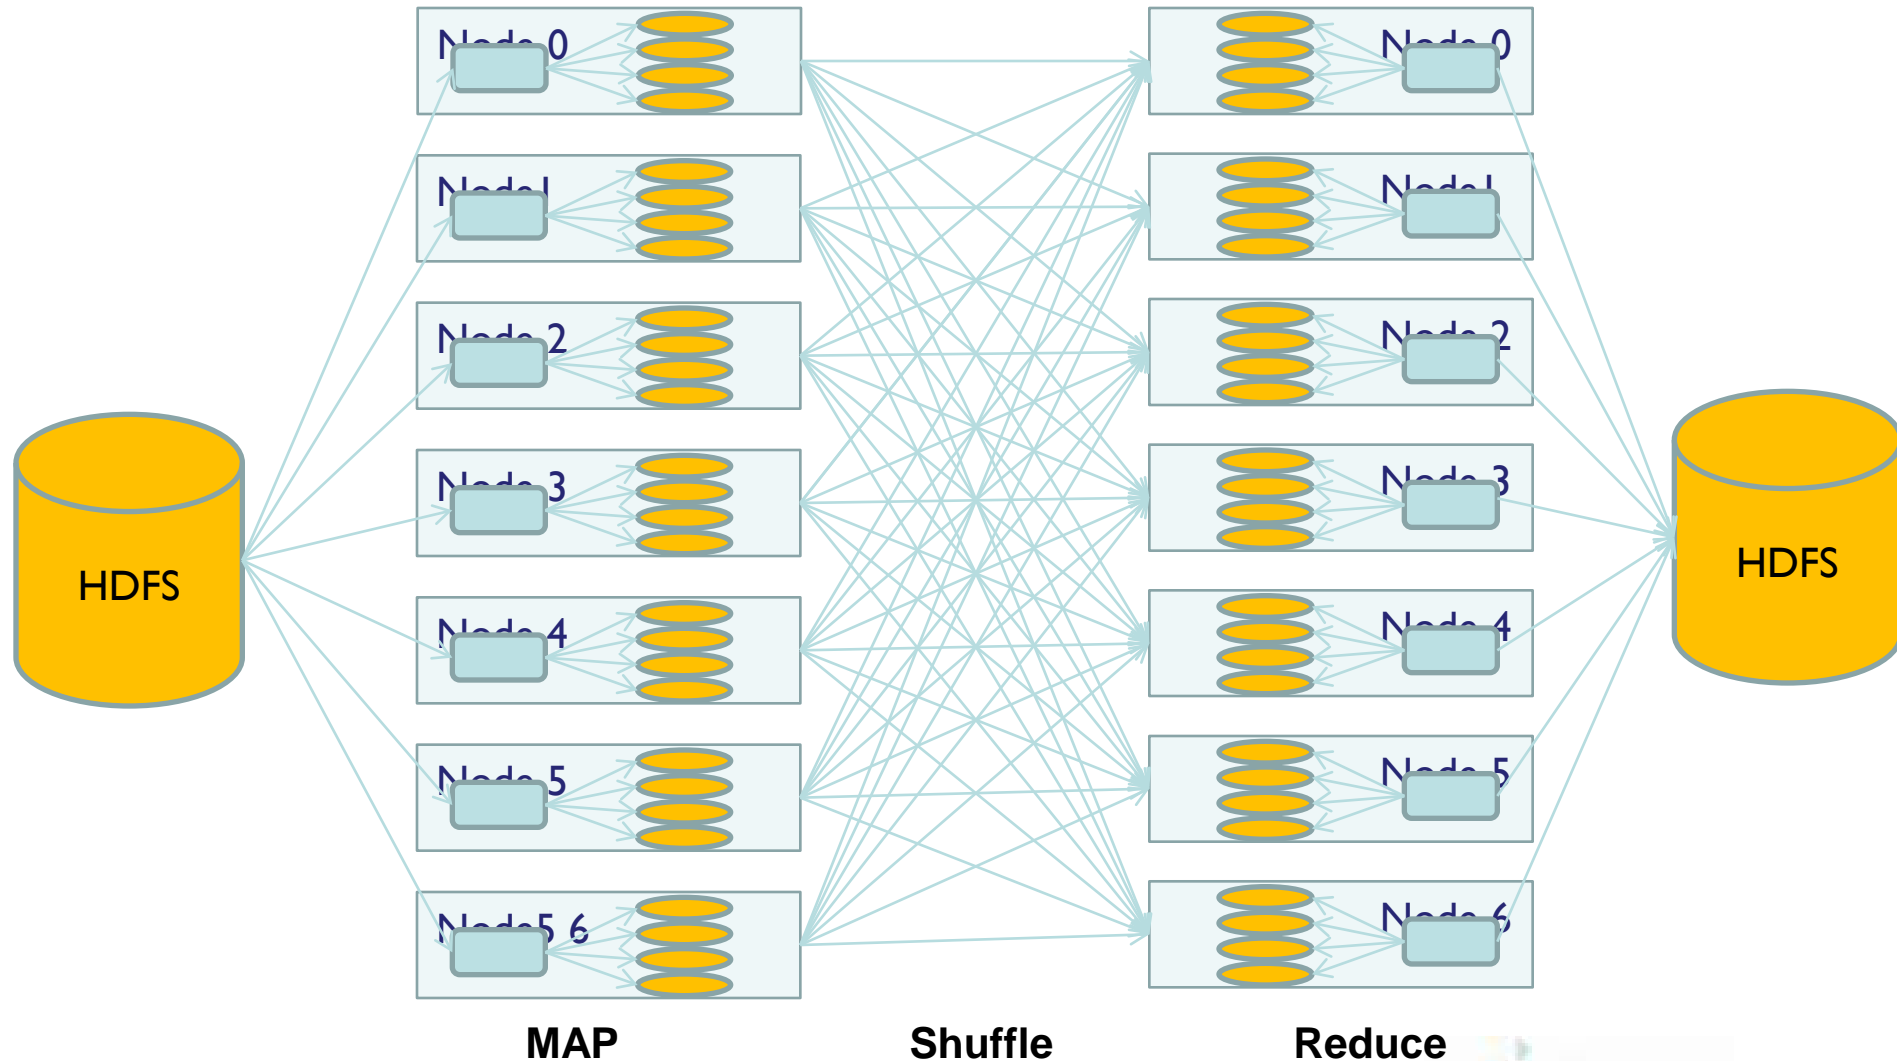 Node 0
Node1
Node 2
Node 3
Node 4
Node 5
Node5 6
HDFS
Node 0
Node1
Node 2
Node 3
Node 4
Node 5
Node 6
HDFS
MAP
Shuffle
Reduce